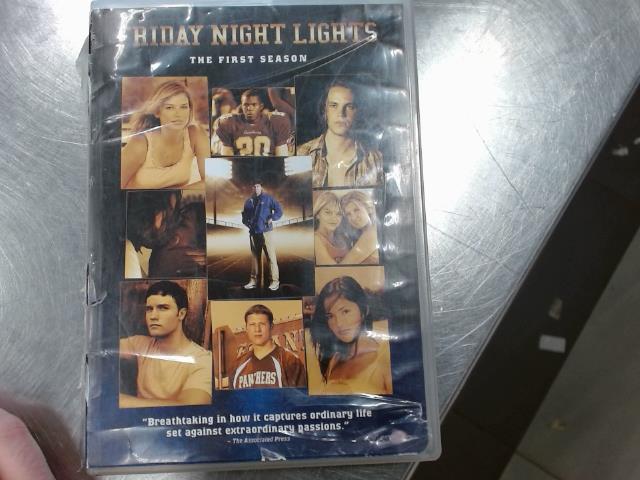 FRIDAY NIGHT LIGHTS
THE FIRST SEASON
20
PANTHERS
"Breathtaking in how it captures ordinary life
set against extraordinary passions."
– The Associated Press